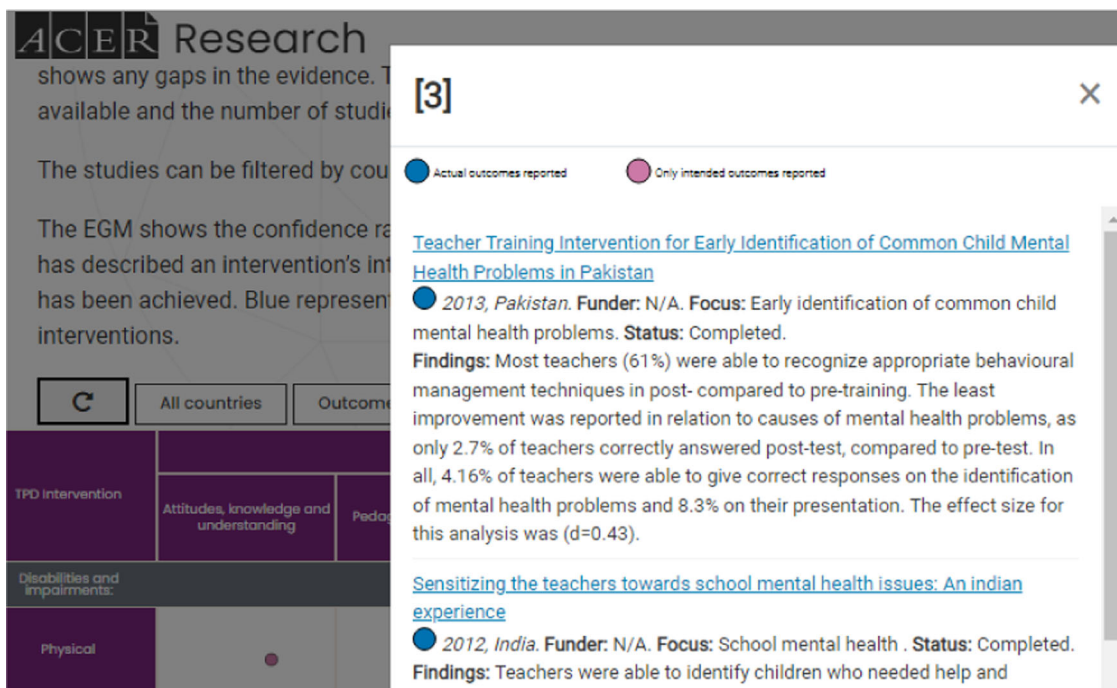 ACER Research
shows any gaps in the evidence. T
available and the number of studi
The studies can be filtered by cou
The EGM shows the confidence ra
has described an intervention's int
has been achieved. Blue represent
interventions.
All countries
Outcome
TPD Intervention
Attitudes, knowledge and
understanding
Pedag
Disabilities and
impairments:
Physical
[3]
×
Actual outcomes reported
Only intended outcomes reported
Teacher Training Intervention for Early Identification of Common Child Mental
Health Problems in Pakistan
2013, Pakistan. Funder: N/A. Focus: Early identification of common child
mental health problems. Status: Completed.
Findings: Most teachers (61%) were able to recognize appropriate behavioural
management techniques in post- compared to pre-training. The least
improvement was reported in relation to causes of mental health problems, as
only 2.7% of teachers correctly answered post-test, compared to pre-test. In
all, 4.16% of teachers were able to give correct responses on the identification
of mental health problems and 8.3% on their presentation. The effect size for
this analysis was (d=0.43).
Sensitizing the teachers towards school mental health issues: An indian
experience
2012, India. Funder: N/A. Focus: School mental health . Status: Completed.
Findings: Teachers were able to identify children who needed help and